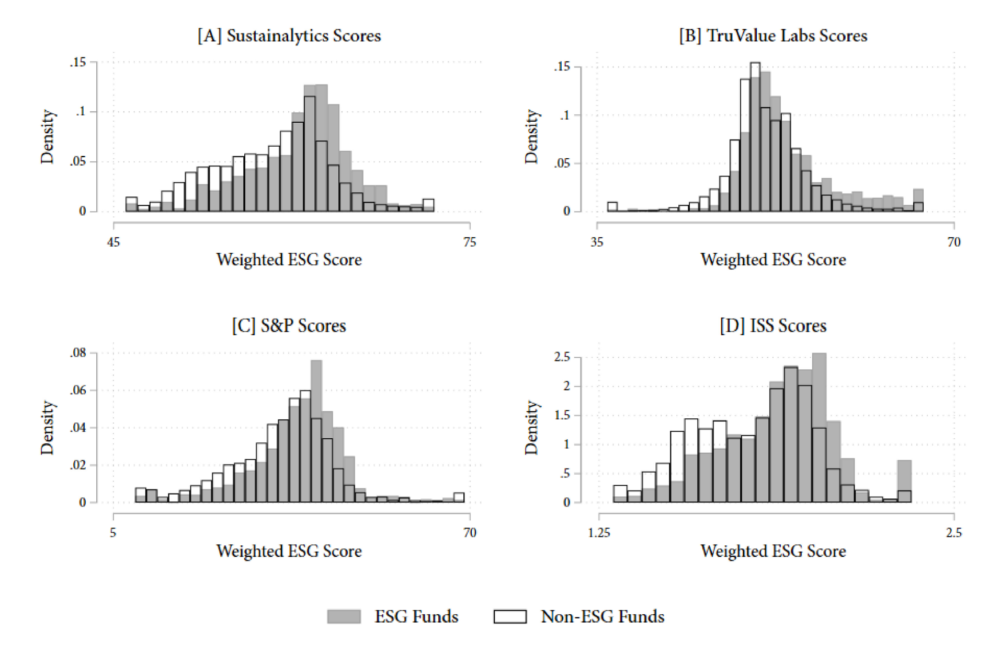 [A] Sustainalytics Scores
.15
.1
.05
0
Density
45
75
Weighted ESG Score
[B] TruValue Labs Scores
.15
.1
.05
0
Density
35
70
Weighted ESG Score
[C] S&P Scores
.08
.06
.04
.02
0
Density
5
70
Weighted ESG Score
[D] ISS Scores
2.5
2
1.5
1
.5
0
Density
1.25
2.5
Weighted ESG Score
ESG Funds
Non-ESG Funds